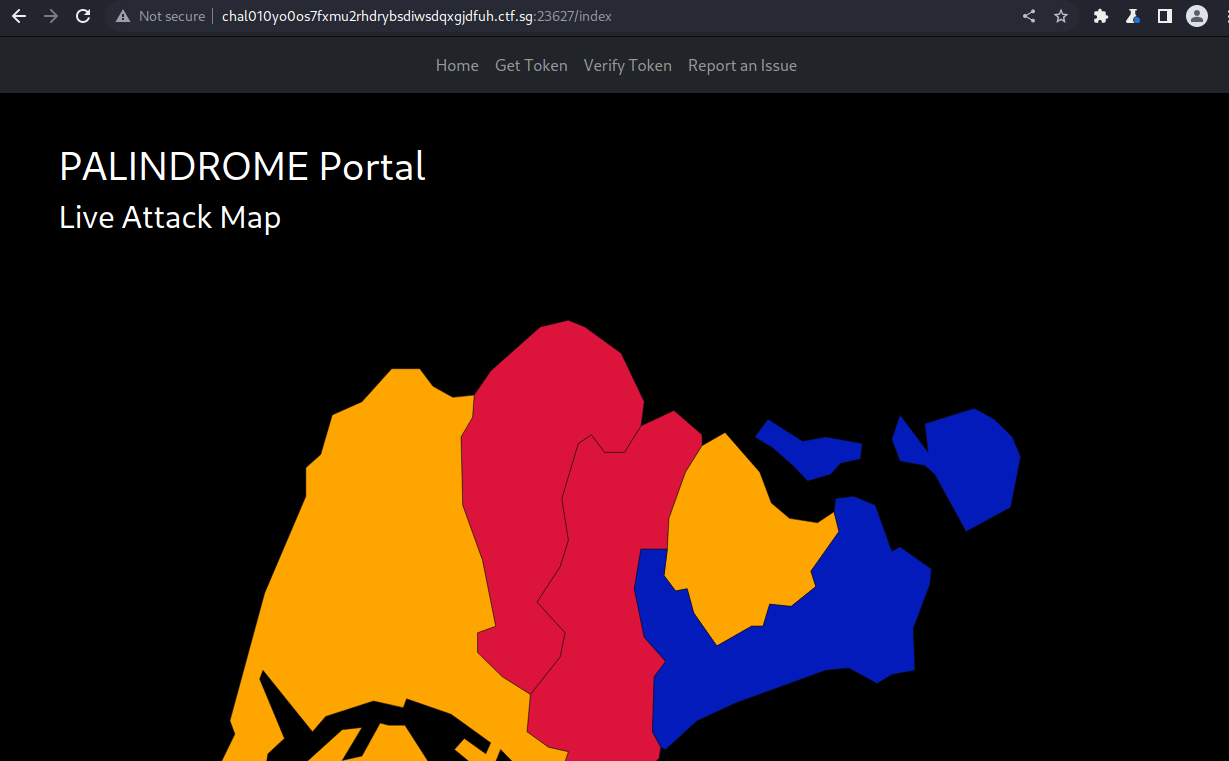 Not secure | chal010yo0os7fxmu2rhdrybsdiwsdqxgjdfuh.ctf.sg:23627/index
Home Get Token Verify Token Report an Issue
PALINDROME Portal
Live Attack Map